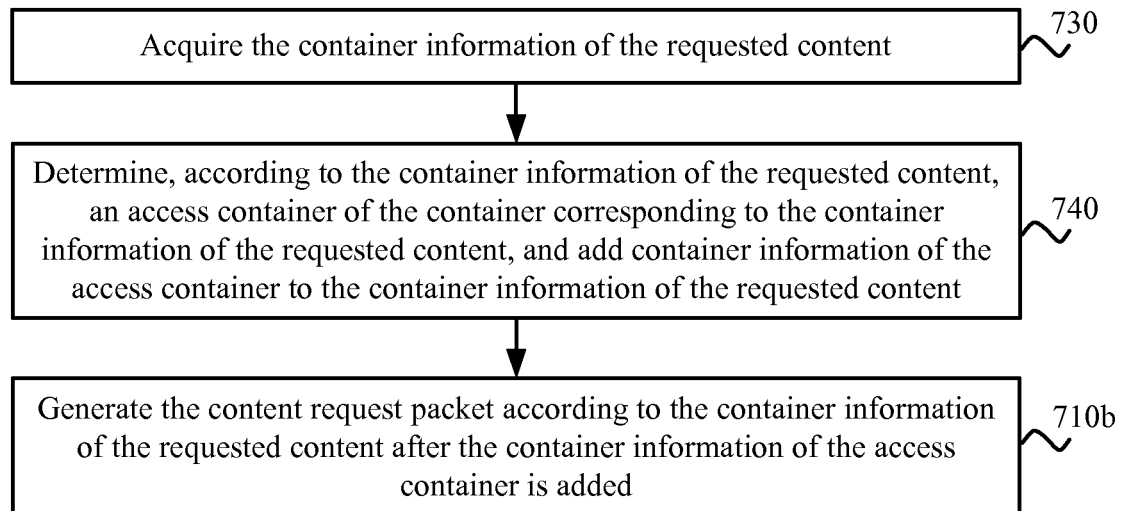 730
Acquire the container information of the requested content
740
Determine, according to the container information of the requested content,
an access container of the container corresponding to the container
information of the requested content, and add container information of the
access container to the container information of the requested content
710b
Generate the content request packet according to the container information
of the requested content after the container information of the access
container is added